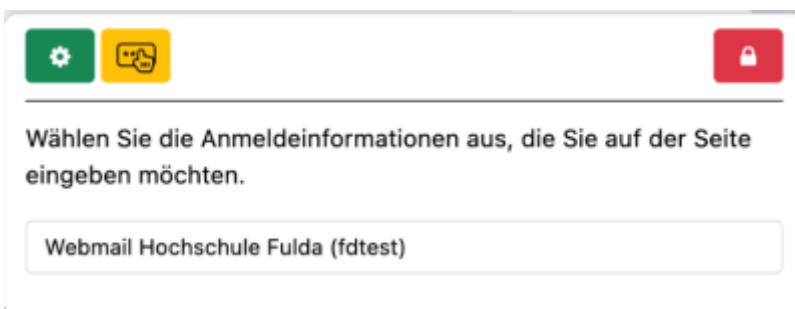 Wählen Sie die Anmeldeinformationen aus, die Sie auf der Seite
eingeben möchten.
Webmail Hochschule Fulda (fdtest)